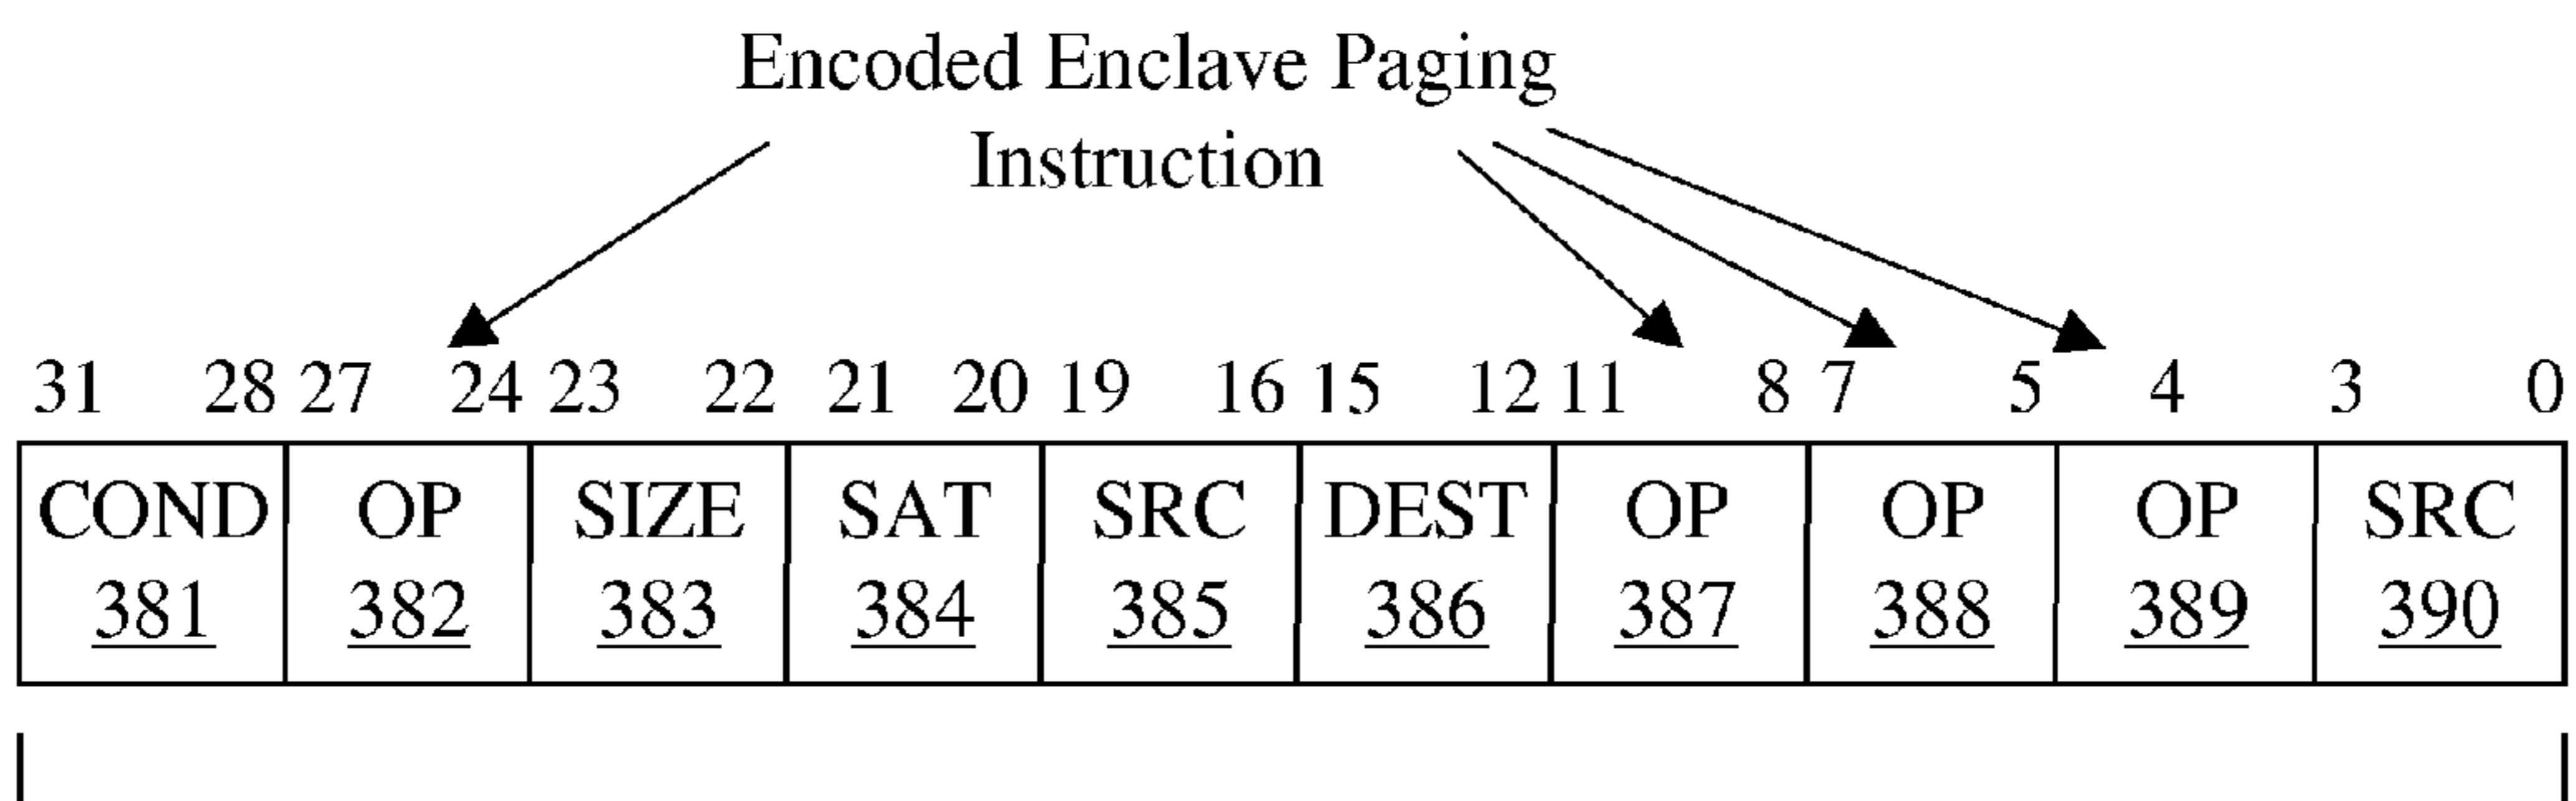 Encoded Enclave Paging
Instruction
31 28 27 24 23 22 21 20 19 16 15 12 11 8 7 5 4 3 0
COND OP SIZE SAT SRC DEST OP OP OP SRC
381 382 383 384 385 386 387 388 389 390